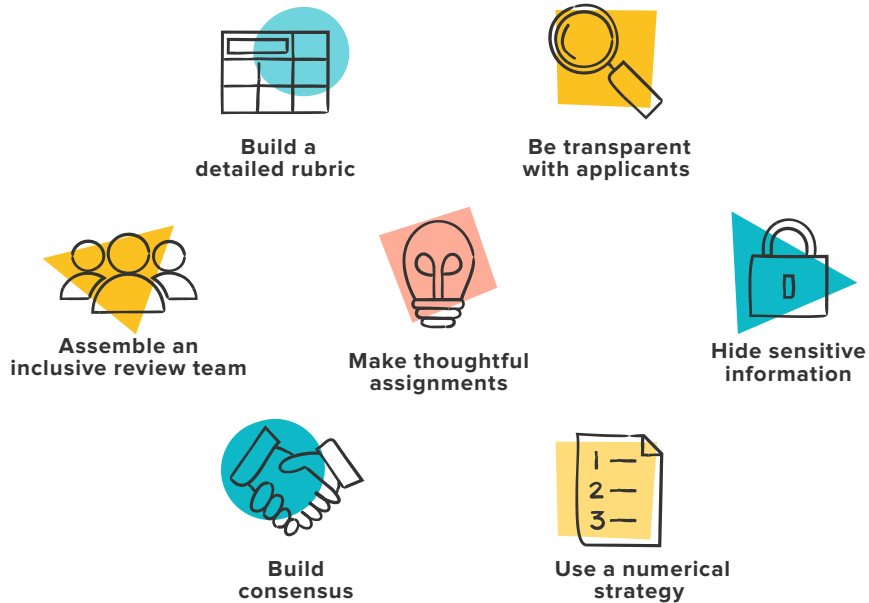 Build a
detailed rubric
Be transparent
with applicants
Assemble an
inclusive review team
Make thoughtful
assignments
Hide sensitive
information
Build
consensus
1
2
3
Use a numerical
strategy